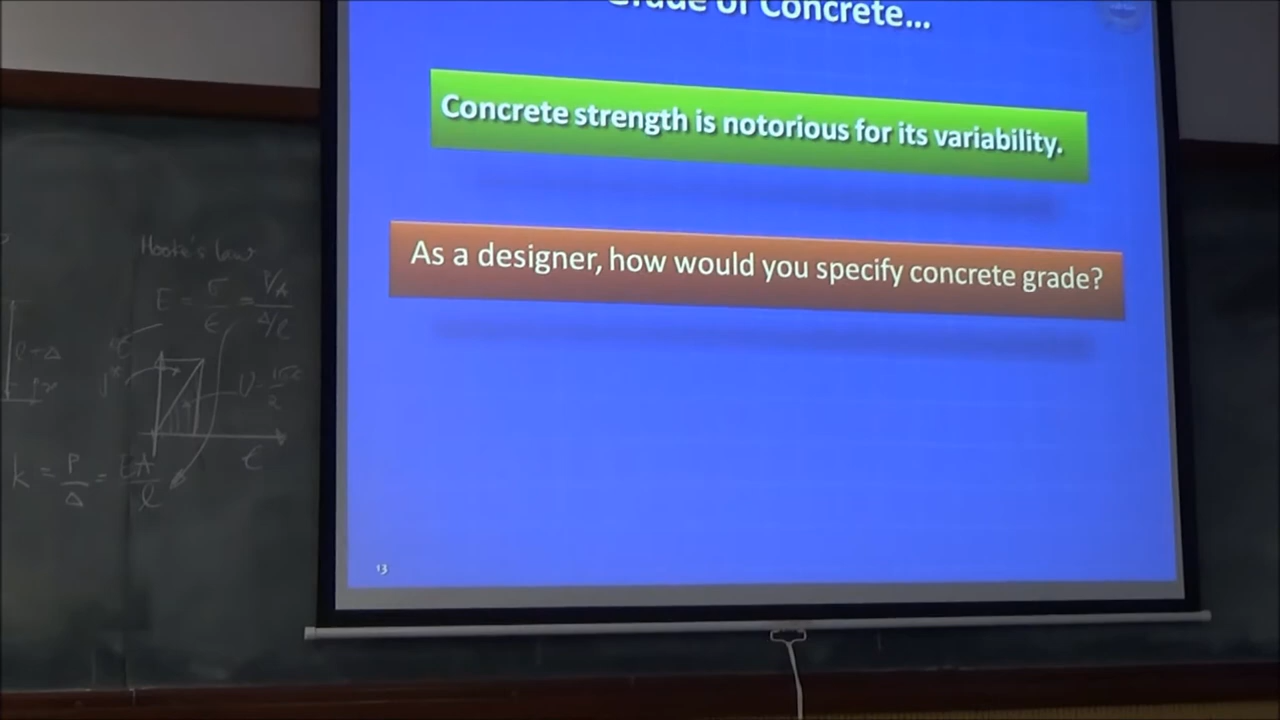 Grade of Concrete...
Concrete strength is notorious for its variability.
As a designer, how would you specify concrete grade?
13
Hooke's law
E = σ/ϵ = P/A / Δ/l
k = P/Δ = EA/l
ϵ